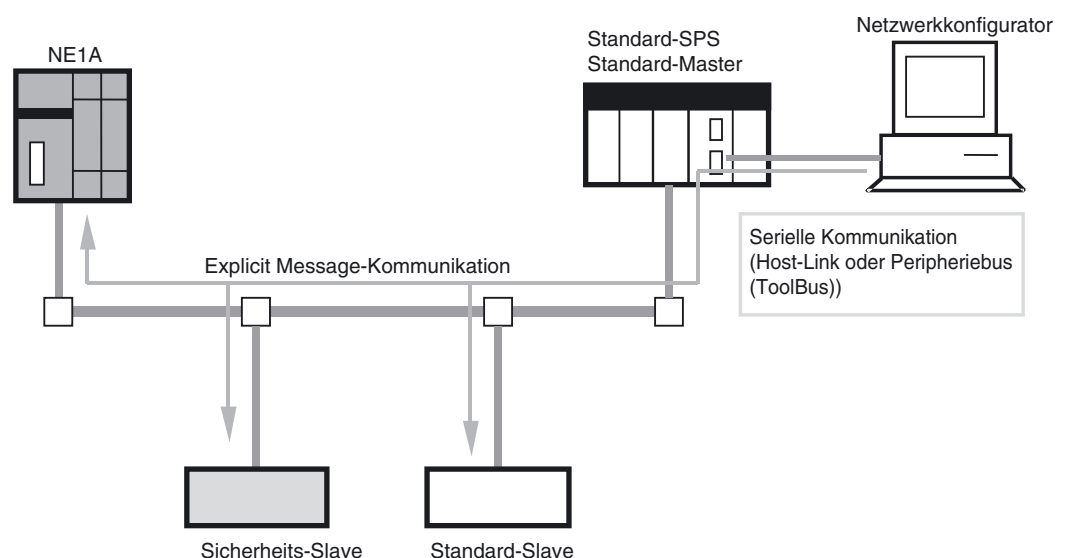 Netzwerkkonfigurator
Standard-SPS
Standard-Master
NE1A
Serielle Kommunikation
(Host-Link oder Peripheriebus
(ToolBus))
Explicit Message-Kommunikation
Sicherheits-Slave
Standard-Slave